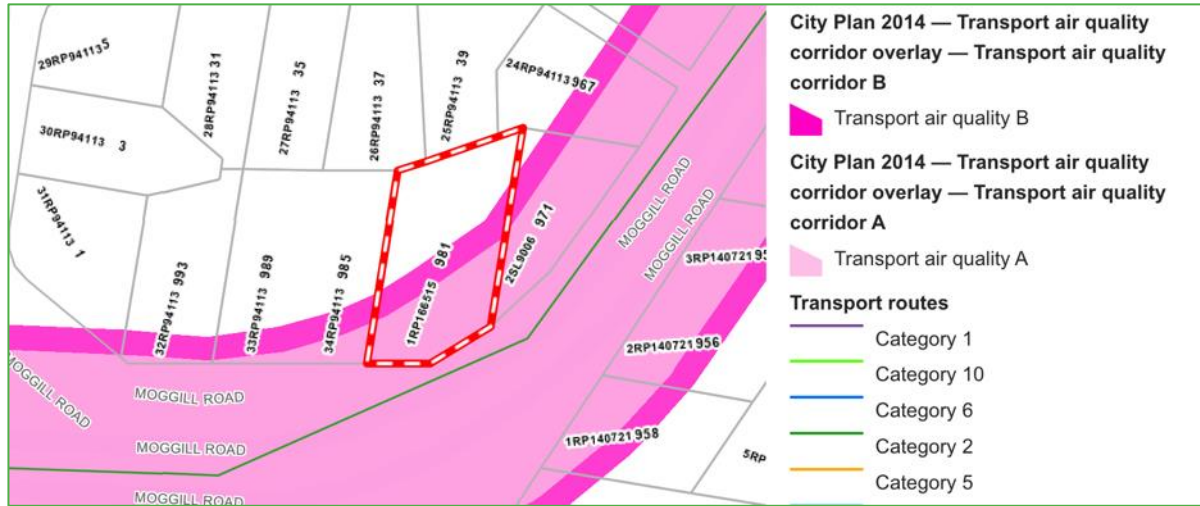 29RP94113 5
28RP94113 31
27RP94113 35
26RP94113 37
25RP94113 39
24RP94113 967
30RP94113 3
31RP94113 1
32RP94113 993
33RP94113 989
34RP94113 985
1RP166515 981
2SL9006 971
MOGGILL ROAD
MOGGILL ROAD
3RP140721 95
2RP140721 956
1RP140721 958
5RP
MOGGILL ROAD
MOGGILL ROAD
MOGGILL ROAD
MOGGILL ROAD
City Plan 2014 — Transport air quality
corridor overlay — Transport air quality
corridor B
Transport air quality B
City Plan 2014 — Transport air quality
corridor overlay — Transport air quality
corridor A
Transport air quality A
Transport routes
Category 1
Category 10
Category 6
Category 2
Category 5